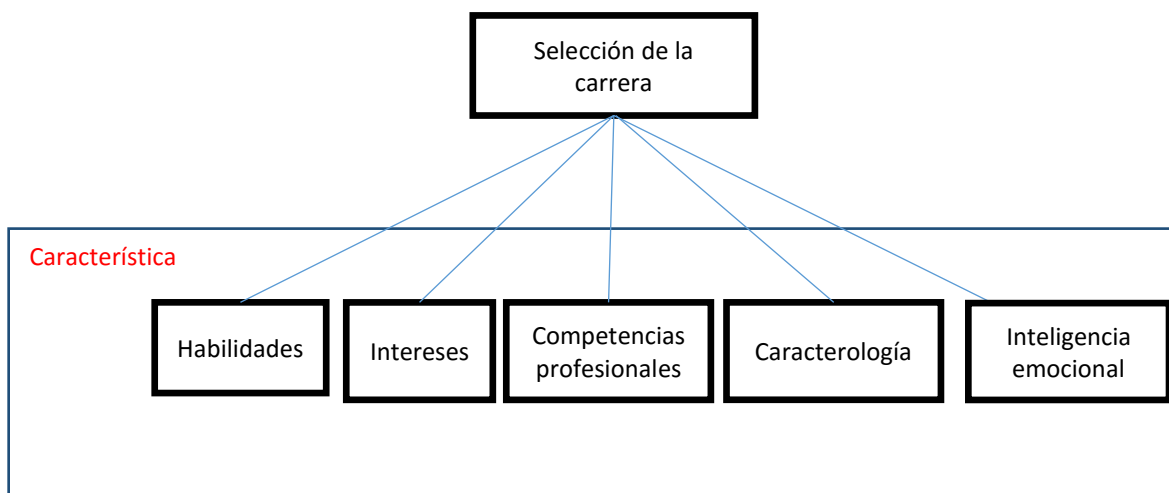 Selección de la
carrera
Característica
Habilidades
Intereses
Competencias
profesionales
Caracterología
Inteligencia
emocional